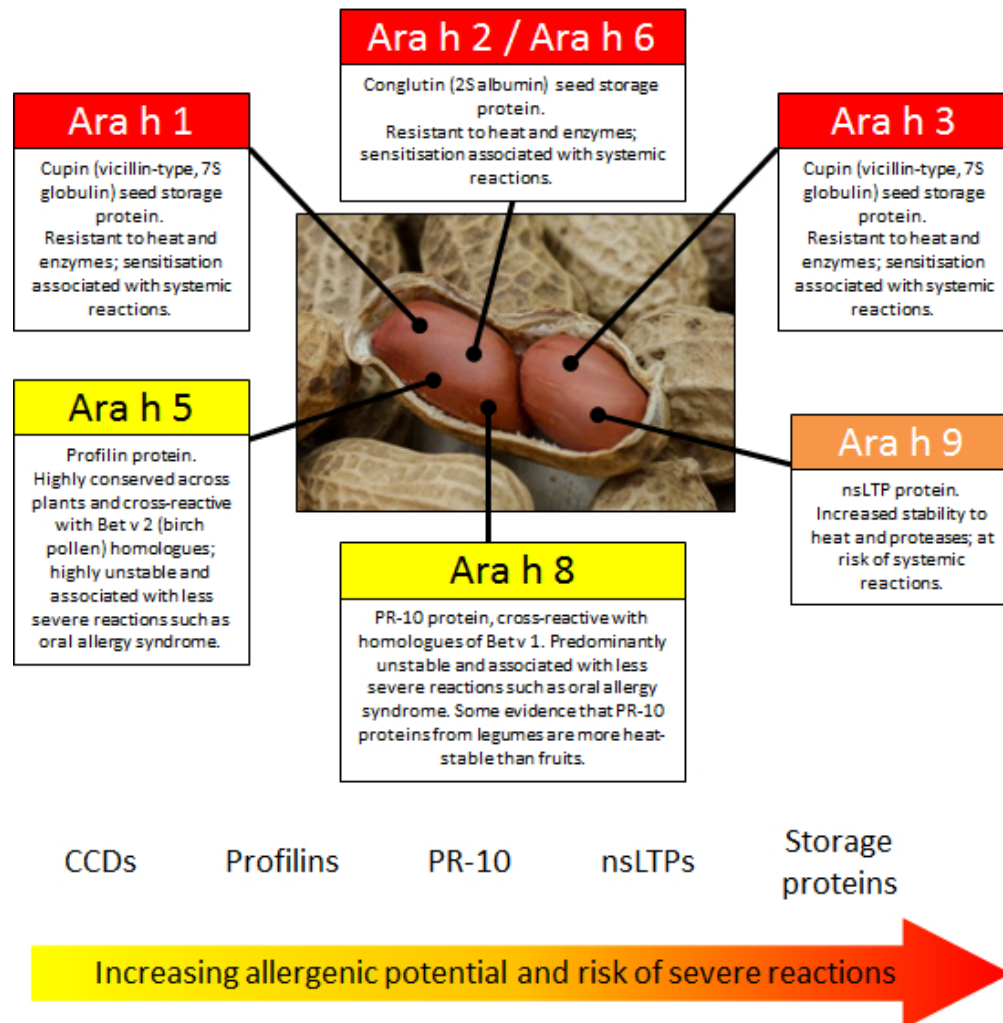 Ara h 2 / Ara h 6
Conglutin (2S albumin) seed storage
protein.
Resistant to heat and enzymes;
sensitisation associated with systemic
reactions.
Ara h 1
Cupin (vicillin-type, 7S
globulin) seed storage
protein.
Resistant to heat and
enzymes; sensitisation
associated with systemic
reactions.
Ara h 3
Cupin (vicillin-type, 7S
globulin) seed storage
protein.
Resistant to heat and
enzymes; sensitisation
associated with systemic
reactions.
Ara h 5
Profilin protein.
Highly conserved across
plants and cross-reactive
with Bet v 2 (birch
pollen) homologues;
highly unstable and
associated with less
severe reactions such as
oral allergy syndrome.
Ara h 9
nsLTP protein.
Increased stability to
heat and proteases; at
risk of systemic
reactions.
Ara h 8
PR-10 protein, cross-reactive with
homologues of Bet v 1. Predominantly
unstable and associated with less
severe reactions such as oral allergy
syndrome. Some evidence that PR-10
proteins from legumes are more heat-
stable than fruits.
CCDs Profilins PR-10 nsLTPs Storage
proteins
Increasing allergenic potential and risk of severe reactions